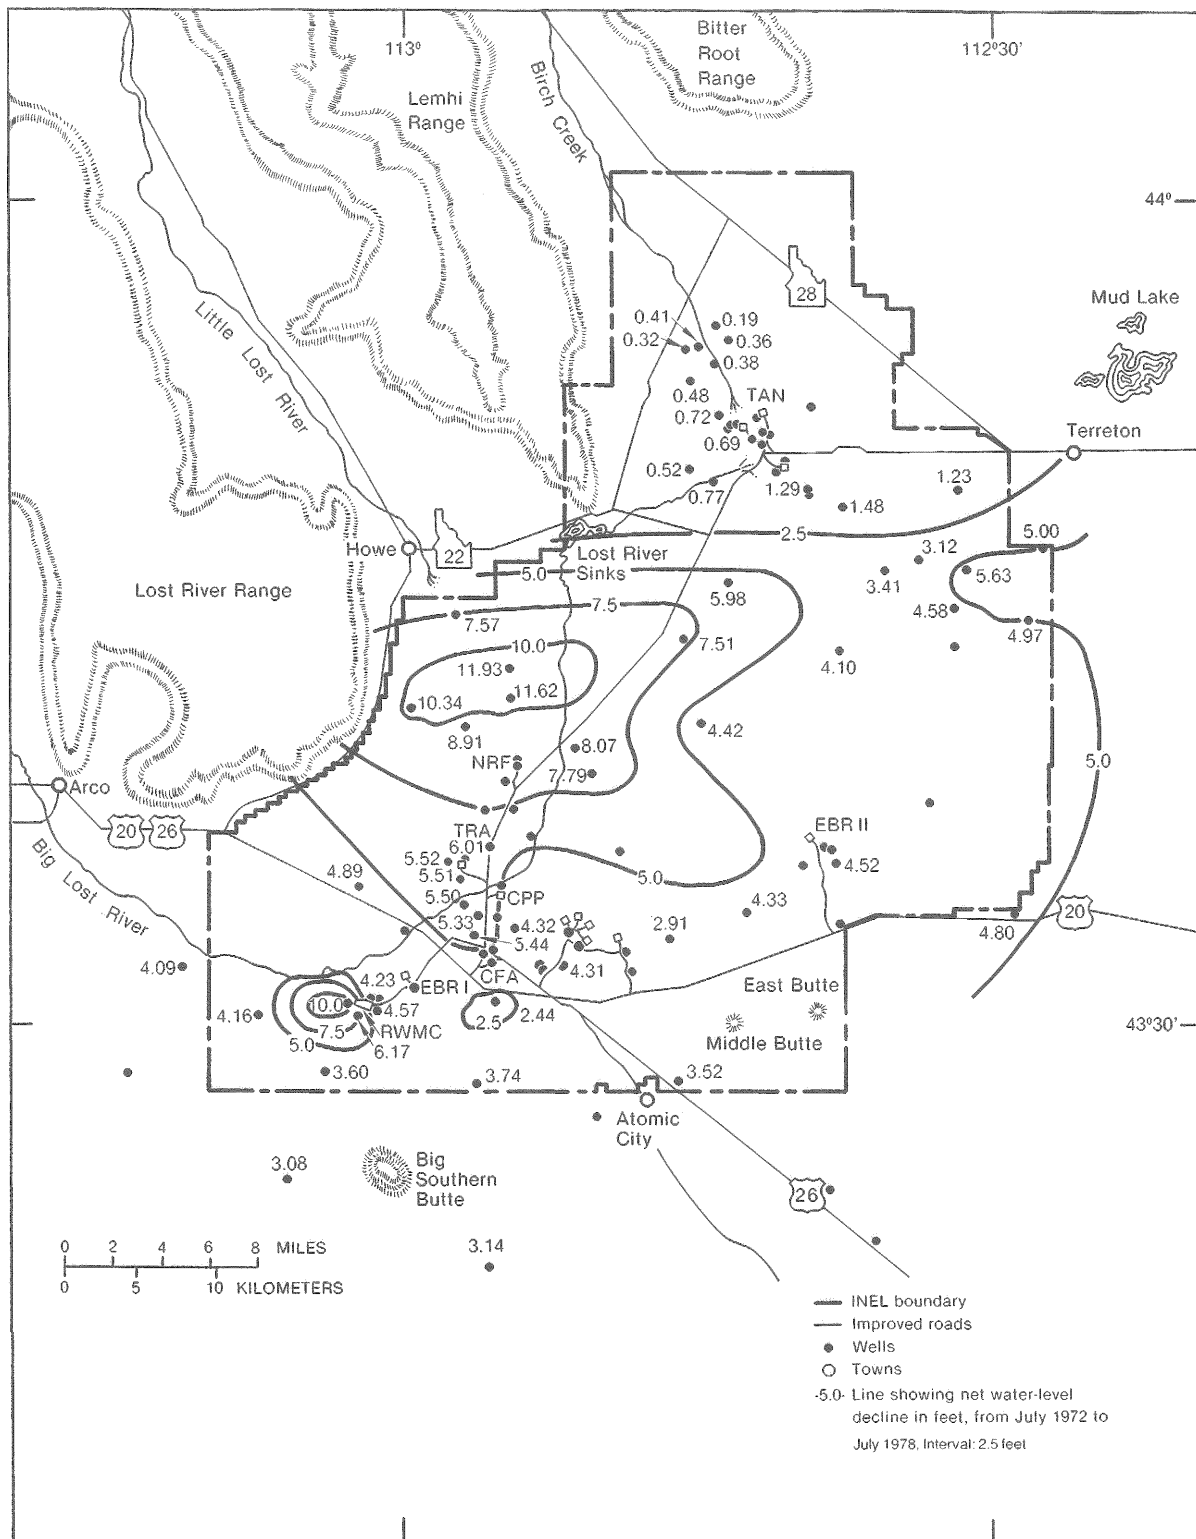 113º
112º30'
Bitter
Root
Range
Birch Creek
Lemhi
Range
44º
28
Mud Lake
Little Lost River
0.41
0.19
0.32
0.36
0.38
0.48
TAN
0.72
0.69
Terreton
0.52
0.77
1.29
1.23
1.48
2.5
5.00
Howe
22
Lost River
Sinks
3.12
5.63
3.41
Lost River Range
5.0
5.98
4.58
7.57
7.5
7.51
4.97
10.0
4.10
11.93
11.62
10.34
8.91
4.42
8.07
NRF
7.79
5.0
Arco
20
26
Big Lost River
TRA
6.01
EBR II
5.52
4.52
5.51
4.89
5.0
5.50
CPP
5.33
4.32
2.91
4.33
20
4.80
5.44
4.09
4.31
CFA
4.23
EBR I
East Butte
10.0
4.57
4.16
2.5
2.44
7.5
RWMC
43º30'
5.0
6.17
Middle Butte
3.60
3.74
3.52
Atomic
City
Big
Southern
Butte
3.08
26
3.14
0 2 4 6 8 MILES
0 5 10 KILOMETERS
INEL boundary
Improved roads
Wells
Towns
-5.0- Line showing net water-level
decline in feet, from July 1972 to
July 1978, Interval: 2.5 feet